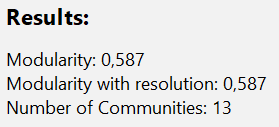 Results:
Modularity: 0,587
Modularity with resolution: 0,587
Number of Communities: 13